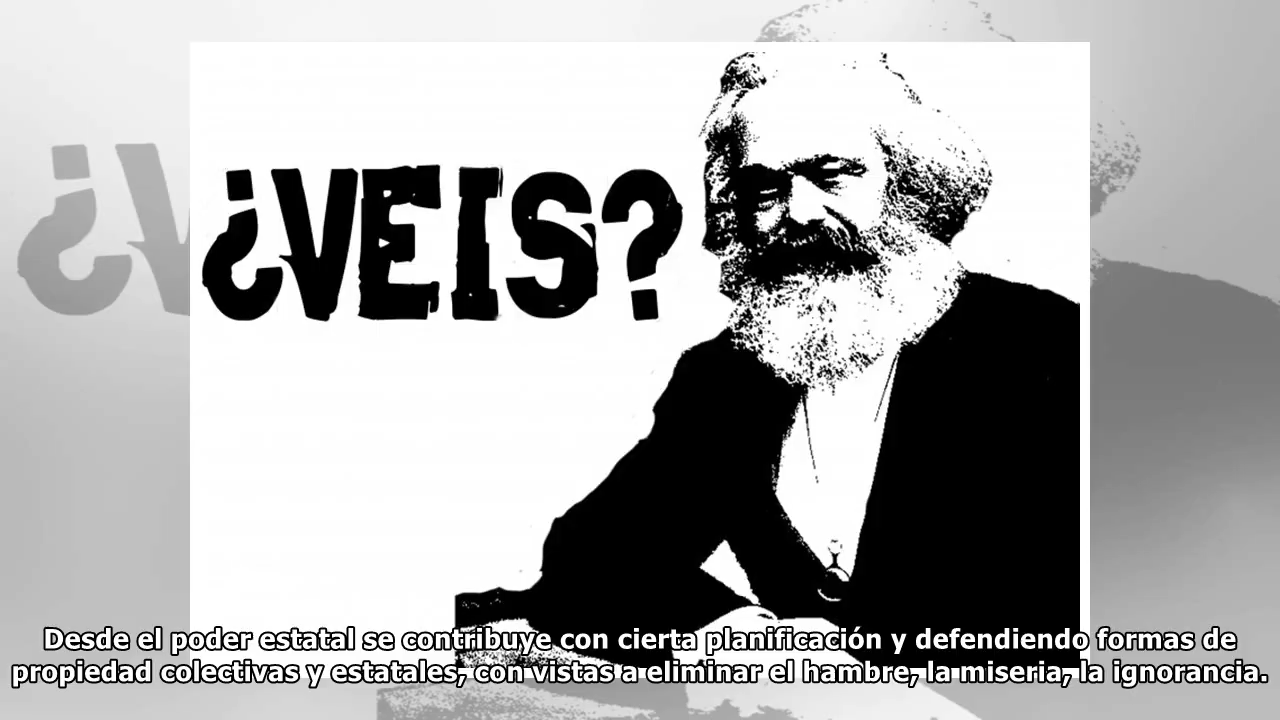 ¿VEIS?
Desde el poder estatal se contribuye con cierta planificación y defendiendo formas de
propiedad colectivas y estatales, con vistas a eliminar el hambre, la miseria, la ignorancia.